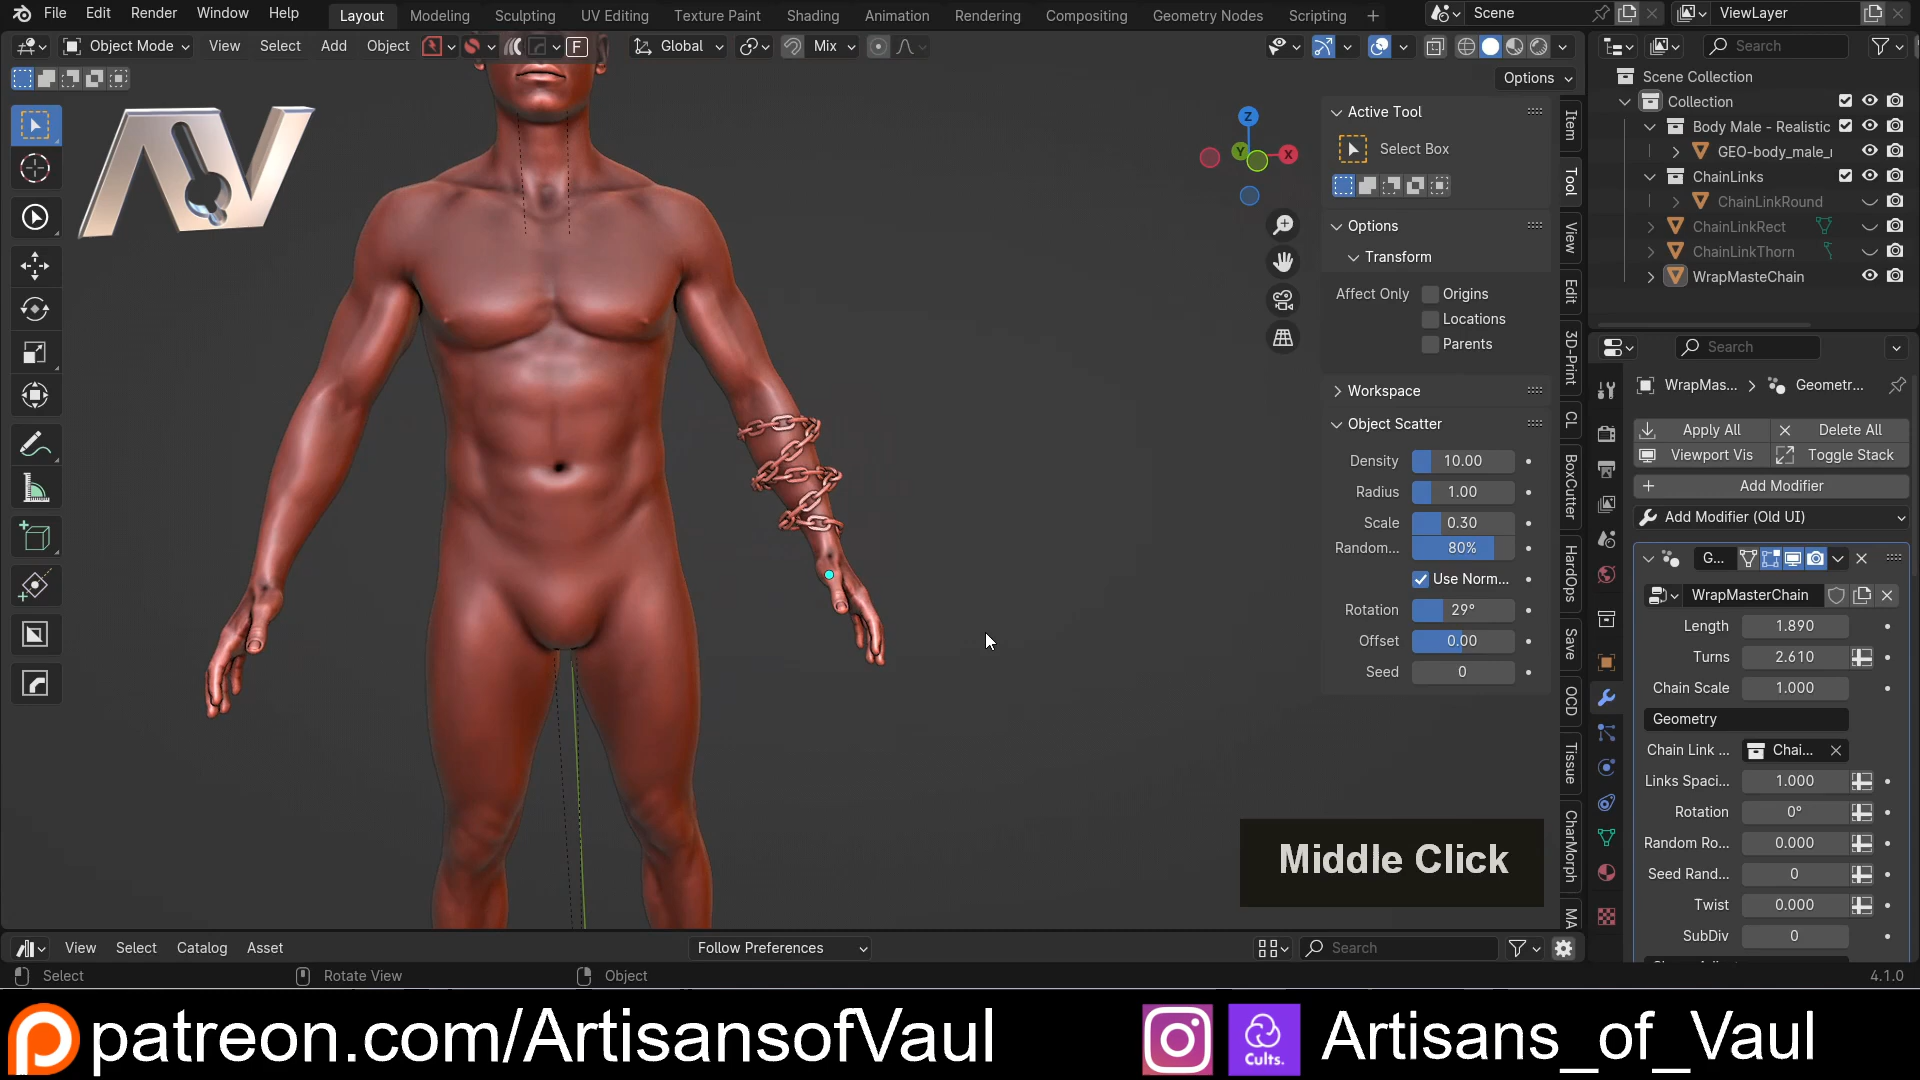 File Edit Render Window Help Layout Modeling Sculpting UV Editing Texture Paint Shading Animation Rendering Compositing Geometry Nodes Scripting + Scene ViewLayer
Object Mode View Select Add Object F Global Mix Search
Options
AV
Active Tool
Select Box
Options
Transform
Affect Only Origins
Locations
Parents
Workspace
Object Scatter
Density 10.00
Radius 1.00
Scale 0.30
Random... 80%
Use Norm...
Rotation 29°
Offset 0.00
Seed 0
Z
Y
X
Item
Tool
View
Edit
3D-Print
CL
BoxCutter
HardOps
Save
OCD
Tissue
CharMorph
MA
Scene Collection
Collection
Body Male - Realistic
GEO-body_male_
ChainLinks
ChainLinkRound
ChainLinkRect
ChainLinkThorn
WrapMasteChain
Search
WrapMas... > Geometr...
Apply All Delete All
Viewport Vis Toggle Stack
Add Modifier
Add Modifier (Old UI)
G...
WrapMasterChain
Length 1.890
Turns 2.610
Chain Scale 1.000
Geometry
Chain Link ... Chai...
Links Spaci... 1.000
Rotation 0°
Random Ro... 0.000
Seed Rand... 0
Twist 0.000
SubDiv 0
Middle Click
View Select Catalog Asset Follow Preferences Search
Select Rotate View Object 4.1.0
patreon.com/ArtisansofVaul Cults. Artisans_of_Vaul